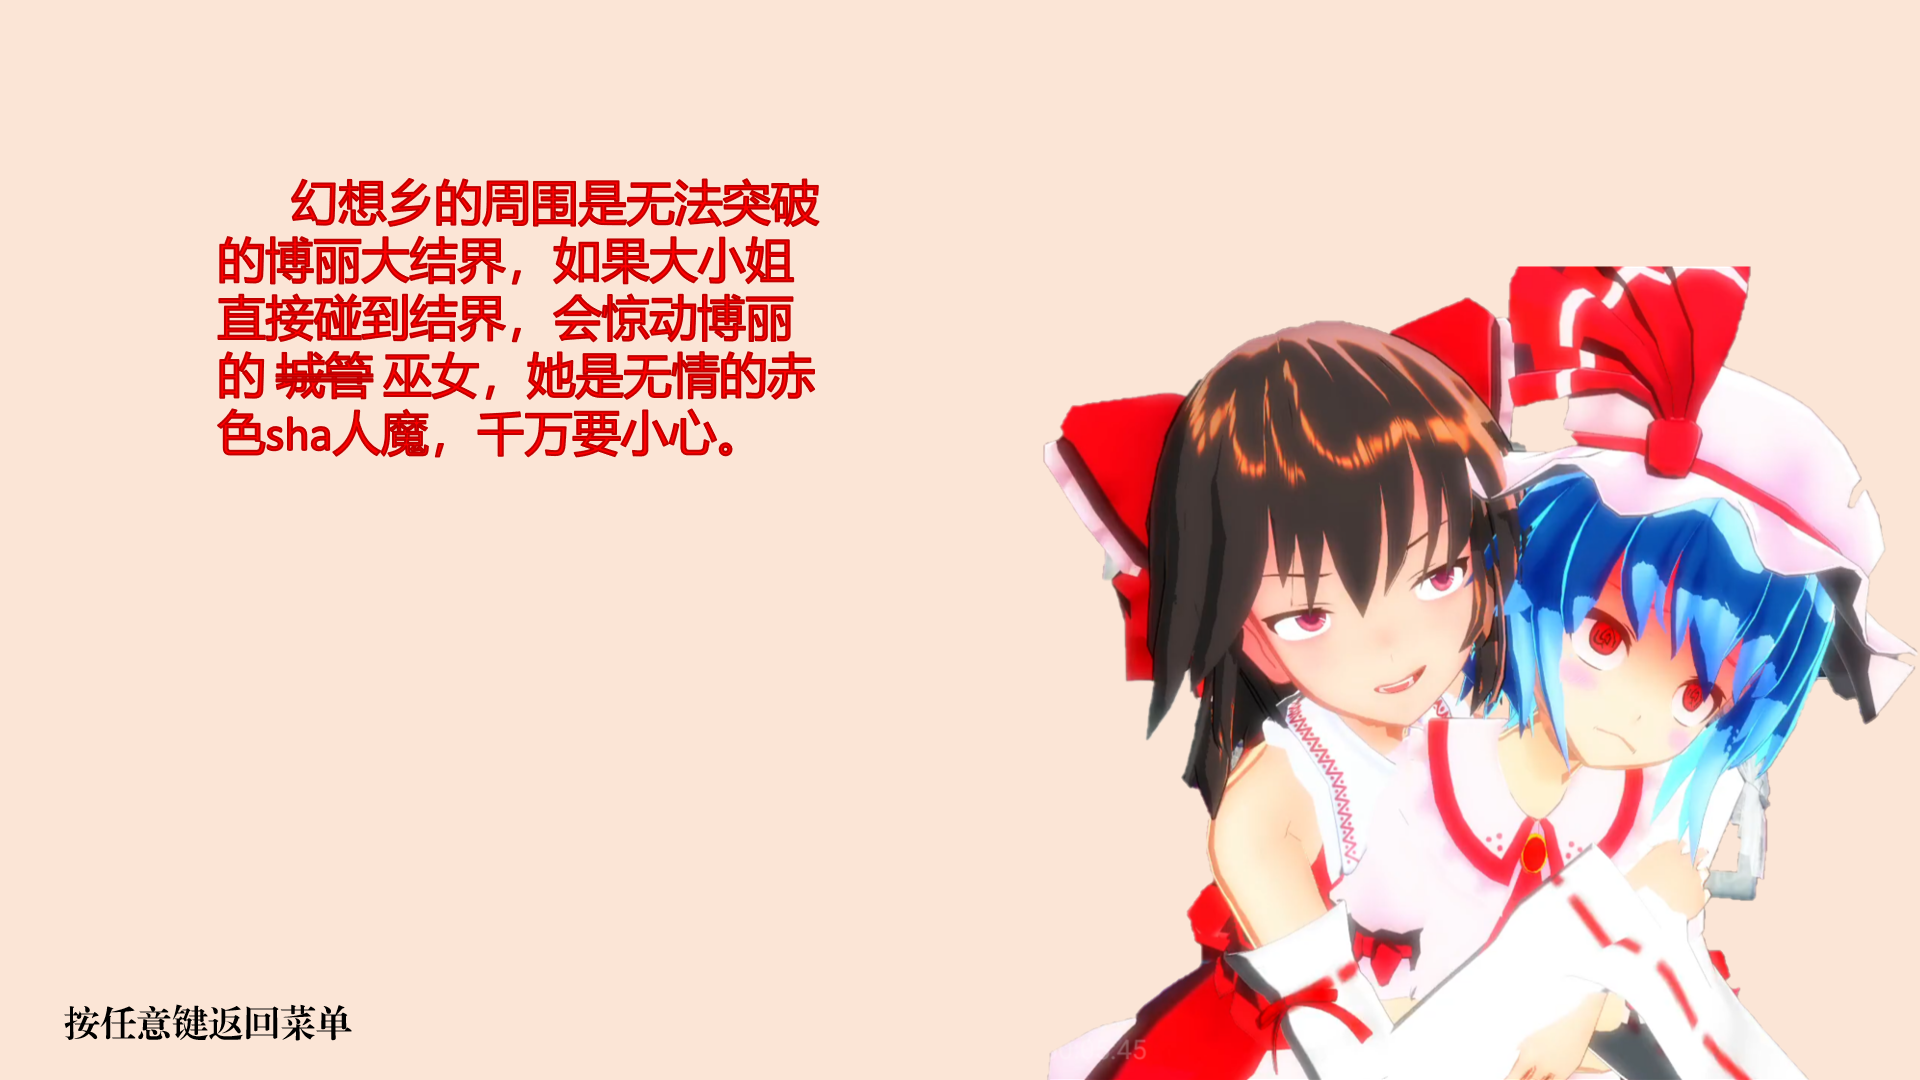 幻想乡的周围是无法突破
的博丽大结界，如果大小姐
直接碰到结界，会惊动博丽
的 城管 巫女，她是无情的赤
色sha人魔，千万要小心。
按任意键返回菜单